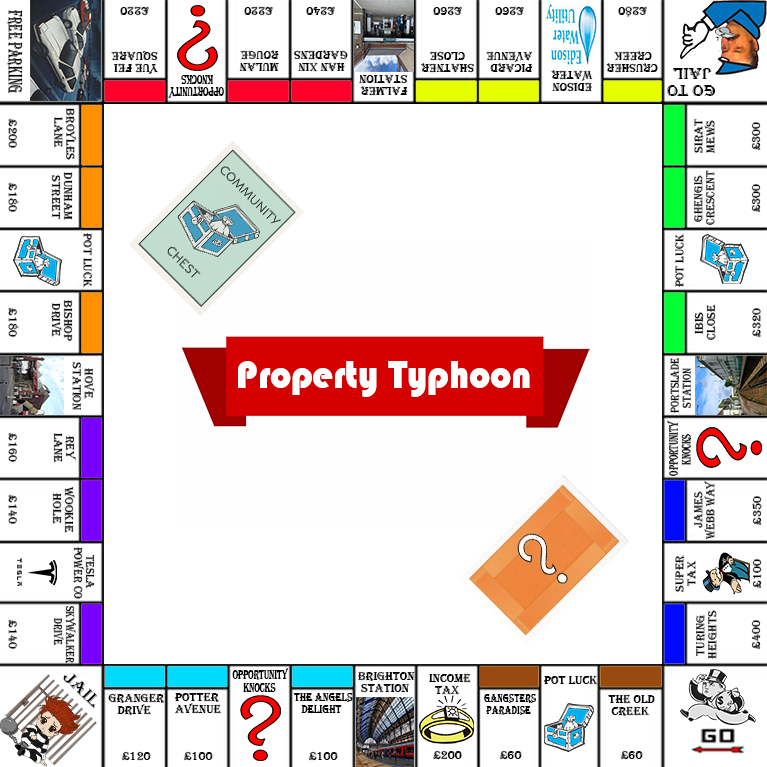 FREE PARKING
YUE FEI
SQUARE
£220
OPPORTUNITY
KNOCKS
?
MULAN
ROUGE
£220
HAN XIN
GARDENS
£240
FALMER
STATION
SHATNER
CLOSE
£260
PICARD
AVENUE
£260
EDISON
WATER
Edison
Water
Utility
CRUSHER
CREEK
£280
GO TO
JAIL
BROYLES
LANE
£200
DUNHAM
STREET
£180
POT LUCK
BISHOP
DRIVE
£180
HOVE
STATION
REY
LANE
£160
WOOKIE
HOLE
£140
TESLA
POWER CO
TESLA
SKYWALKER
DRIVE
£140
COMMUNITY
CHEST
Property Typhoon
?
SIRAT
MEWS
£300
GHENGIS
CRESCENT
£300
POT LUCK
IBIS
CLOSE
£320
PORTSLADE
STATION
OPPORTUNITY
KNOCKS
?
JAMES
WEBB WAY
£350
SUPER
TAX
£100
TURING
HEIGHTS
£400
JAIL
GRANGER
DRIVE
£120
POTTER
AVENUE
£100
OPPORTUNITY
KNOCKS
?
THE ANGELS
DELIGHT
£100
BRIGHTON
STATION
INCOME
TAX
£200
GANGSTERS
PARADISE
£60
POT LUCK
THE OLD
CREEK
£60
GO